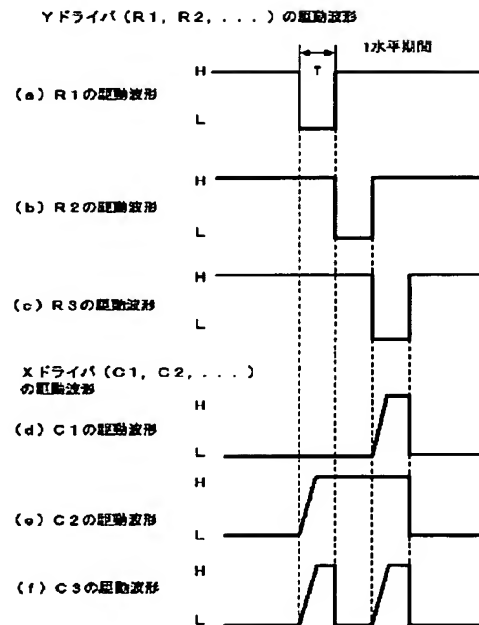 Yドライバ(R1,R2,...)の駆動波形
1水平期間
H
T
(a) R1の駆動波形
L
H
(b) R2の駆動波形
L
H
(c) R3の駆動波形
L
Xドライバ(C1,C2,...)
の駆動波形
H
(d) C1の駆動波形
L
H
(e) C2の駆動波形
L
H
(f) C3の駆動波形
L